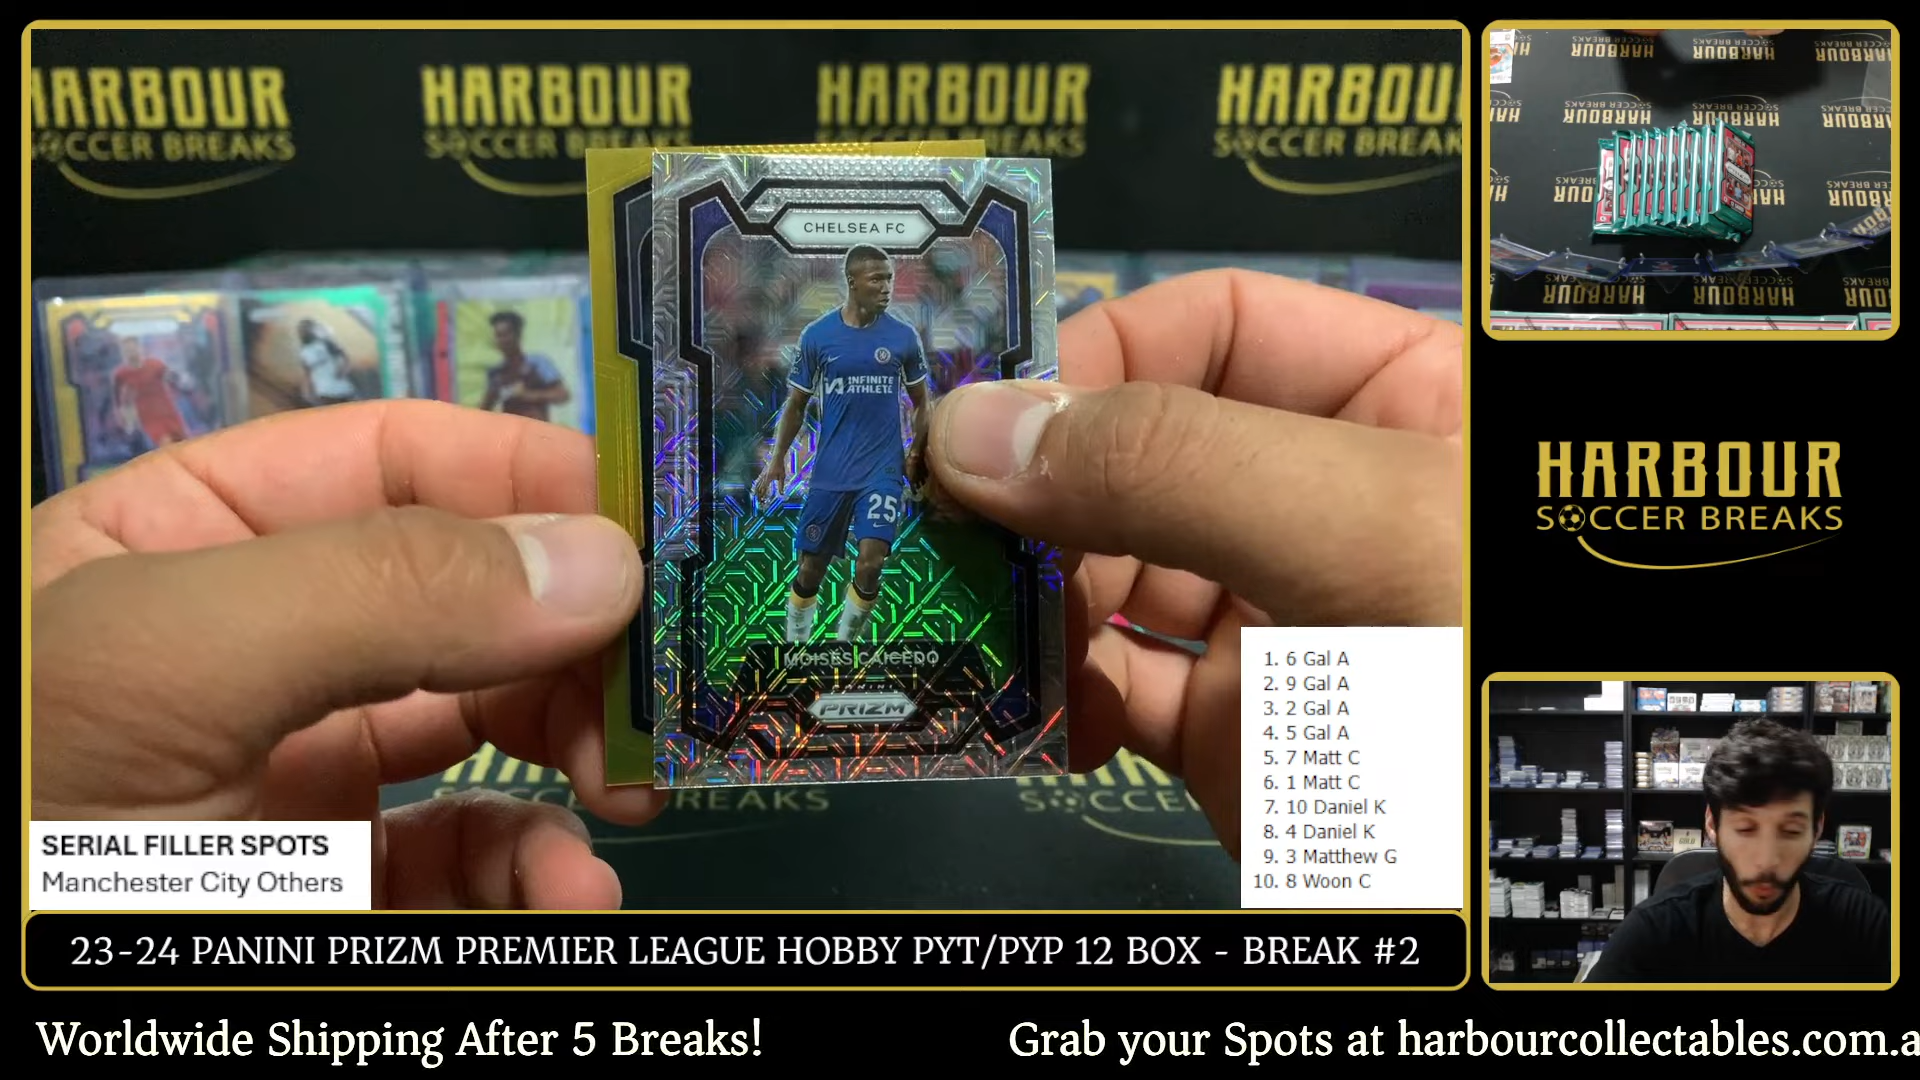 HARBOUR
SOCCER BREAKS
HARBOUR
SOCCER BREAKS
HARBOUR
SOCCER BREAKS
HARBOUR
SOCCER BREAKS
CHELSEA FC
INFINITE
ATHLETE
25
MOISÉS CAICEDO
PANINI
PRIZM
HARBOUR
SOCCER BREAKS
1. 6 Gal A
2. 9 Gal A
3. 2 Gal A
4. 5 Gal A
5. 7 Matt C
6. 1 Matt C
7. 10 Daniel K
8. 4 Daniel K
9. 3 Matthew G
10. 8 Woon C
SERIAL FILLER SPOTS
Manchester City Others
23-24 PANINI PRIZM PREMIER LEAGUE HOBBY PYT/PYP 12 BOX - BREAK #2
Worldwide Shipping After 5 Breaks!
Grab your Spots at harbourcollectables.com.a